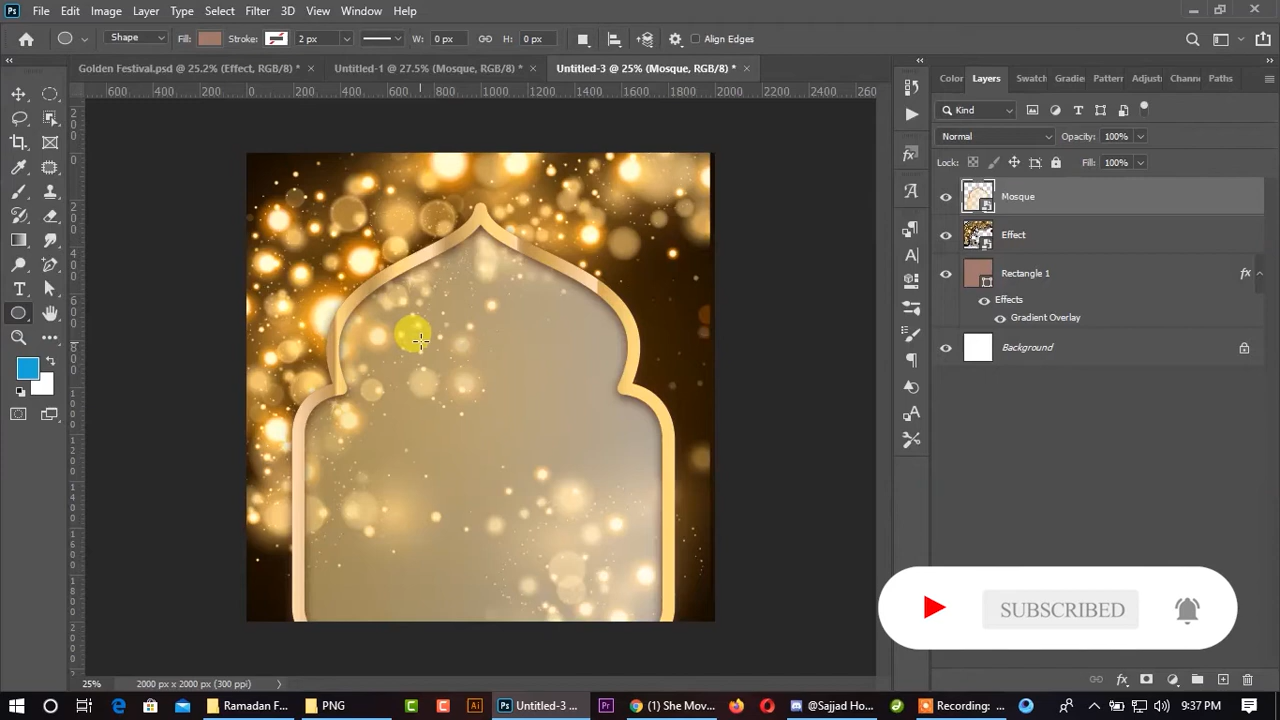 Ps File Edit Image Layer Type Select Filter 3D View Window Help
Shape Fill: Stroke: 2 px W: 0 px H: 0 px Align Edges
Golden Festival.psd @ 25.2% (Effect, RGB/8) * Untitled-1 @ 27.5% (Mosque, RGB/8) * Untitled-3 @ 25% (Mosque, RGB/8) *
600 400 200 0 200 400 600 800 1000 1200 1400 1600 1800 2000 2200 2400
Color Layers Swatch Gradie Patterr Adjust Chann Paths
Kind
Normal Opacity: 100%
Lock: Fill: 100%
Mosque
Effect
Rectangle 1 fx
Effects
Gradient Overlay
Background
SUBSCRIBED
25% 2000 px x 2000 px (300 ppi)
Ramadan F... PNG Ai Ps Untitled-3 ... Pr (1) She Mov... @Sajjad Ho... Recording: ... 9:37 PM